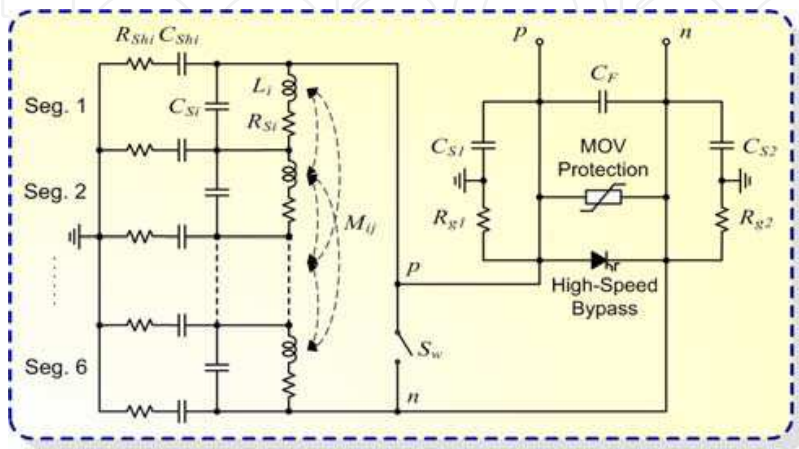 R_Shi C_Shi
p
n
C_F
L_i
Seg. 1
C_Si
R_Si
C_S1
MOV
Protection
C_S2
Seg. 2
R_g1
R_g2
M_ij
p
High-Speed
Bypass
S_w
Seg. 6
n